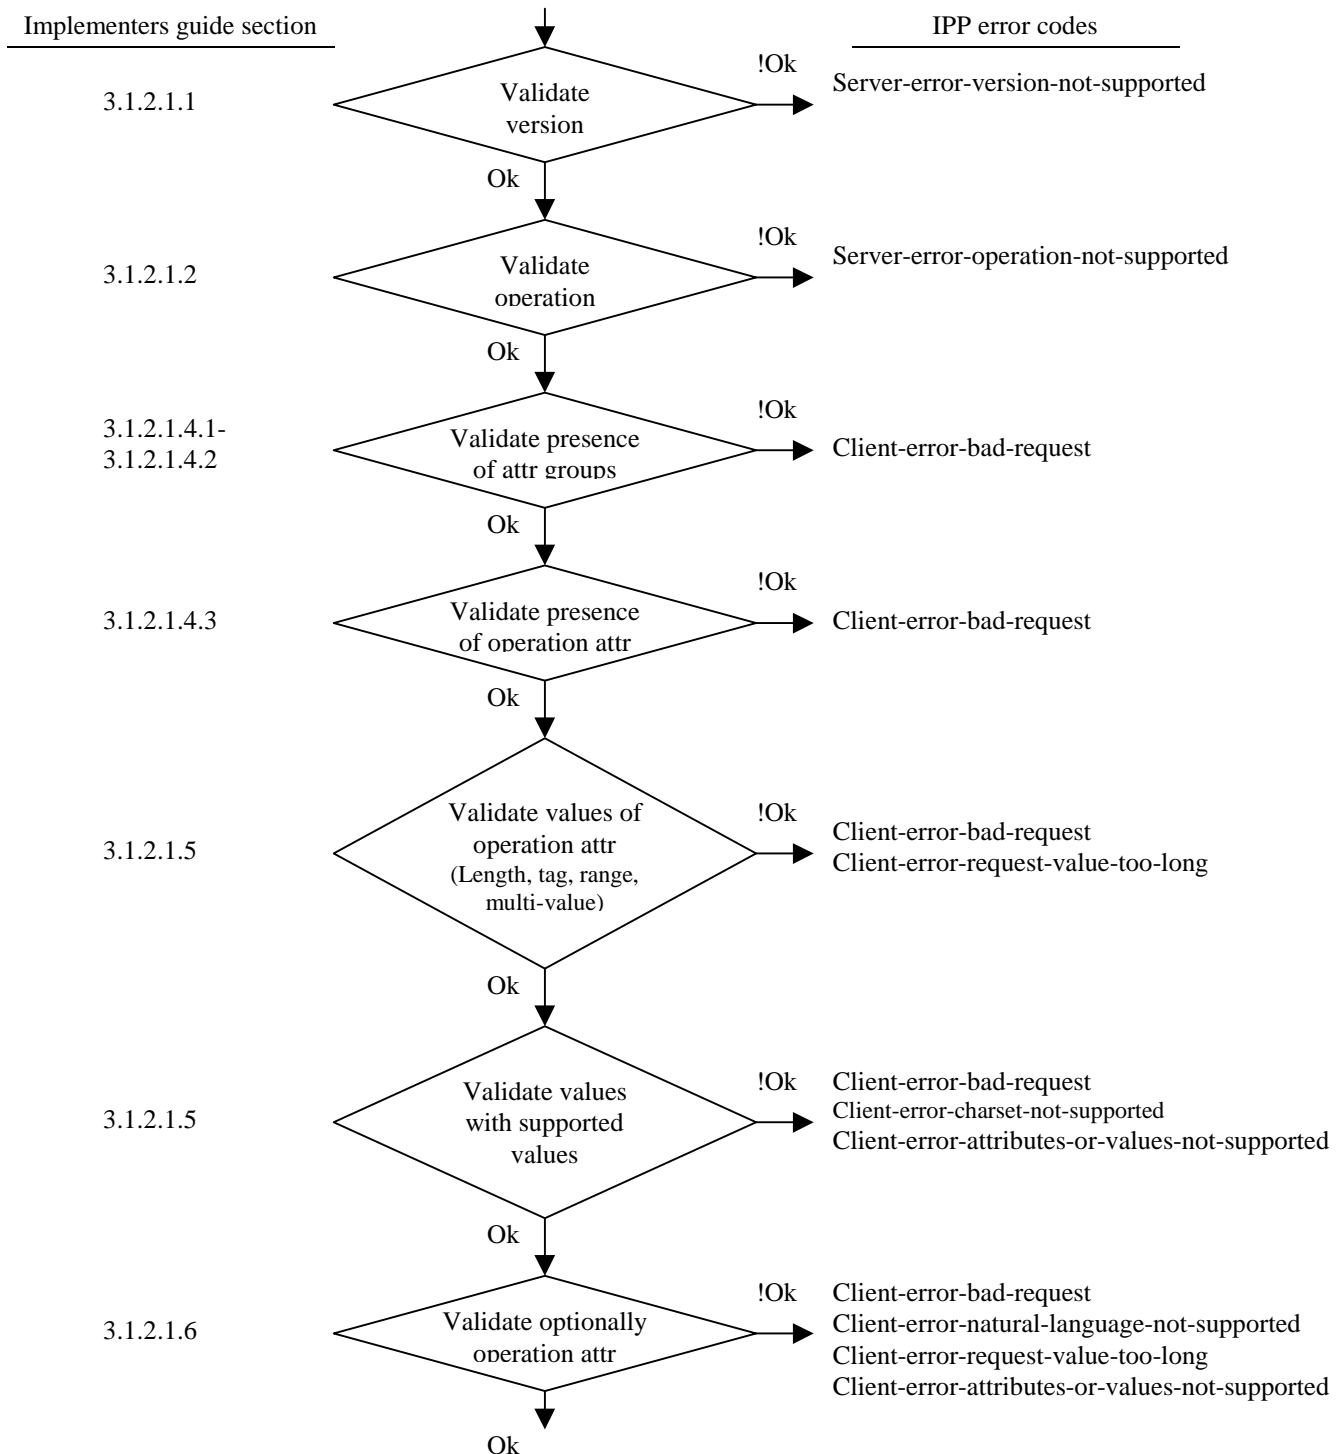 Implementers guide section
IPP error codes
3.1.2.1.1
Validate
version
!Ok
Server-error-version-not-supported
Ok
3.1.2.1.2
Validate
operation
!Ok
Server-error-operation-not-supported
Ok
3.1.2.1.4.1-
3.1.2.1.4.2
Validate presence
of attr groups
!Ok
Client-error-bad-request
Ok
3.1.2.1.4.3
Validate presence
of operation attr
!Ok
Client-error-bad-request
Ok
3.1.2.1.5
Validate values of
operation attr
(Length, tag, range,
multi-value)
!Ok
Client-error-bad-request
Client-error-request-value-too-long
Ok
3.1.2.1.5
Validate values
with supported
values
!Ok
Client-error-bad-request
Client-error-charset-not-supported
Client-error-attributes-or-values-not-supported
Ok
3.1.2.1.6
Validate optionally
operation attr
!Ok
Client-error-bad-request
Client-error-natural-language-not-supported
Client-error-request-value-too-long
Client-error-attributes-or-values-not-supported
Ok